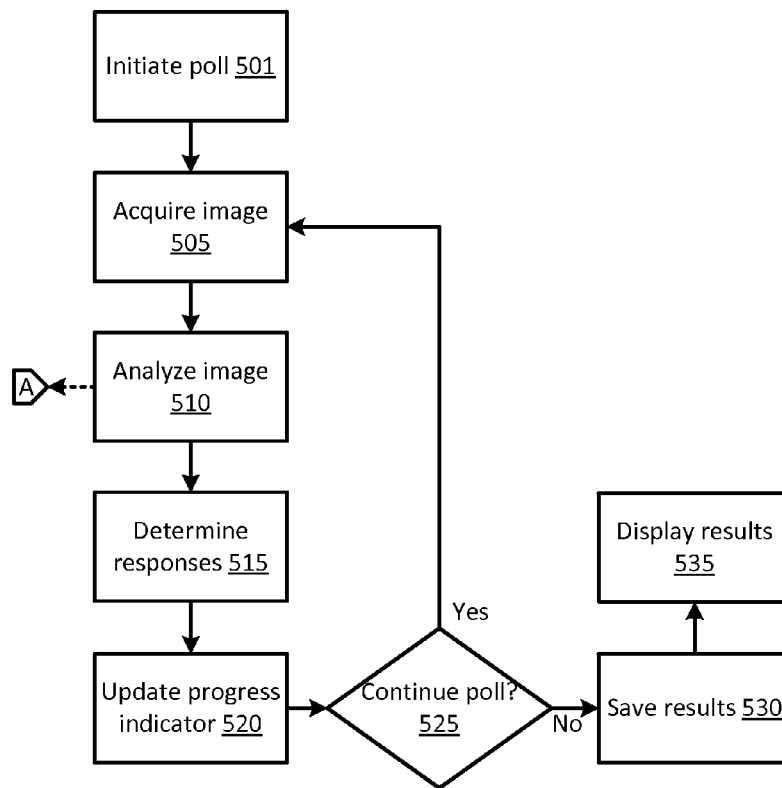 Initiate poll 501
Acquire image
505
A
Analyze image
510
Determine
responses 515
Display results
535
Yes
Update progress
indicator 520
Continue poll?
525
No
Save results 530